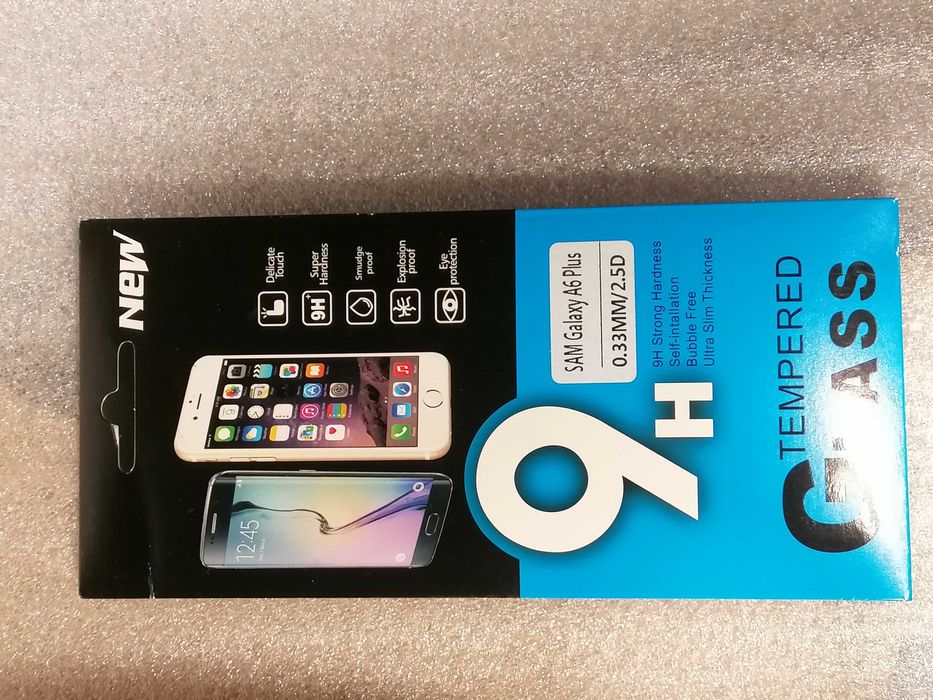 NEW
Delicate
Touch
9H
Super
Hardness
Smudge
proof
Explosion
proof
Eye
protection
12:45
SAM Galaxy A6 Plus
0.33MM/2.5D
9H
9H Strong Hardness
Self-Intallation
Bubble Free
Ultra Slim Thickness
TEMPERED
GLASS